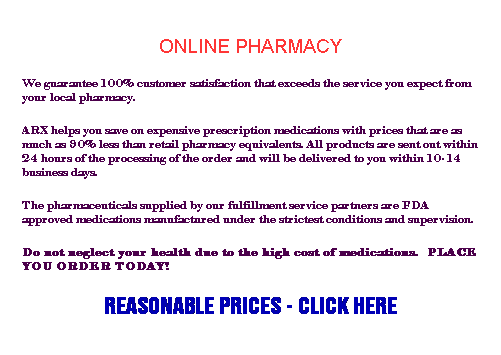 ONLINE PHARMACY
We guarantee 100% customer satisfaction that exceeds the service you expect from
your local pharmacy.
ARX helps you save on expensive prescription medications with prices that are as
much as 90% less than retail pharmacy equivalents. All products are sent out within
24 hours of the processing of the order and will be delivered to you within 10-14
business days.
The pharmaceuticals supplied by our fulfillment service partners are FDA
approved medications manufactured under the strictest conditions and supervision.
Do not neglect your health due to the high cost of medications. PLACE
YOU ORDER TODAY!
REASONABLE PRICES - CLICK HERE